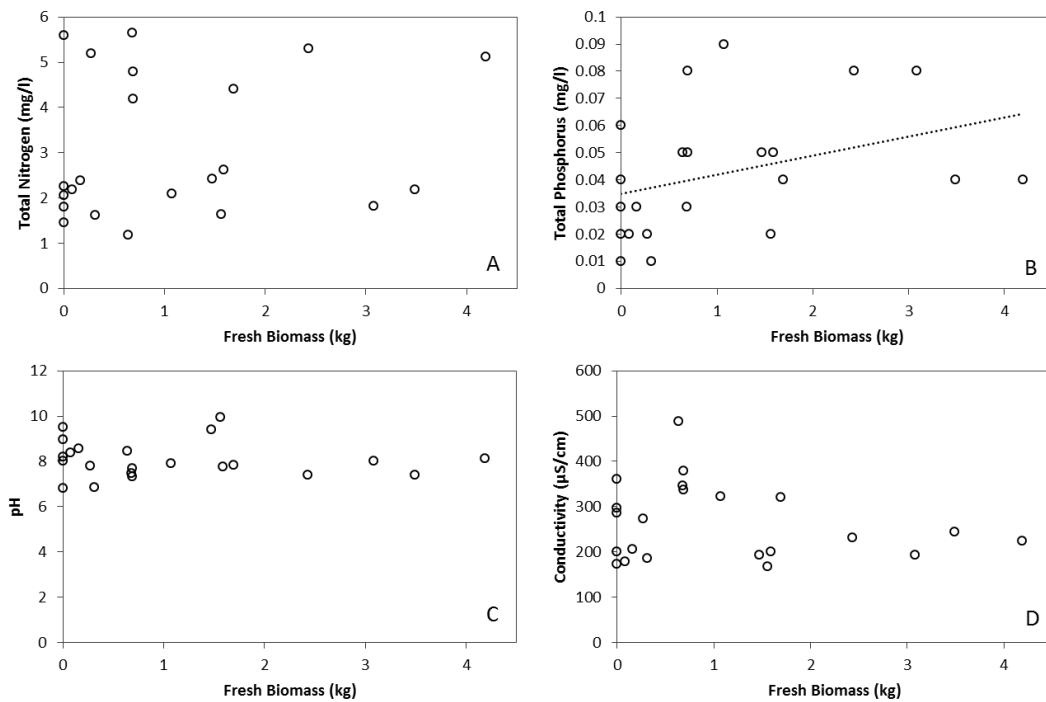 6
5
4
3
2
1
0
Total Nitrogen (mg/l)
0 1 2 3 4
Fresh Biomass (kg)
A
0.1
0.09
0.08
0.07
0.06
0.05
0.04
0.03
0.02
0.01
0
Total Phosphorus (mg/l)
0 1 2 3 4
Fresh Biomass (kg)
B
12
10
8
6
4
2
0
pH
0 1 2 3 4
Fresh Biomass (kg)
C
600
500
400
300
200
100
0
Conductivity (µS/cm)
0 1 2 3 4
Fresh Biomass (kg)
D